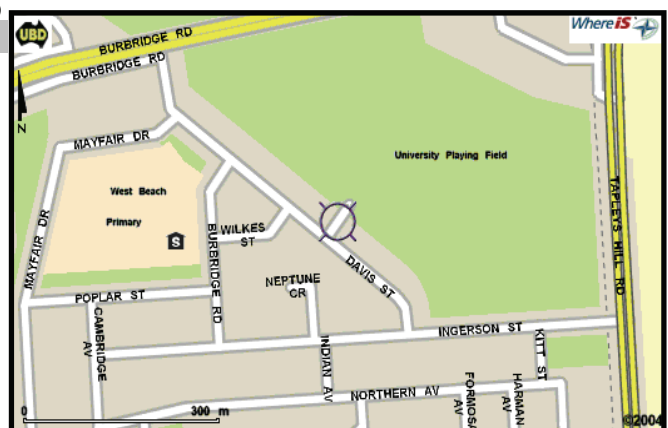 UBD
BURBRIDGE RD
BURBRIDGE RD
WhereiS
N
MAYFAIR DR
University Playing Field
West Beach
Primary
S
MAYFAIR DR
BURBRIDGE RD
WILKES
ST
TAPLEYS HILL RD
DAVIS ST
NEPTUNE
CR
POPLAR ST
CAMBRIDGE
AV
INGERSON ST
KITT ST
INDIAN AV
NORTHERN AV
FORMOSA
AV
HARMAN
AV
0 300 m
©2004